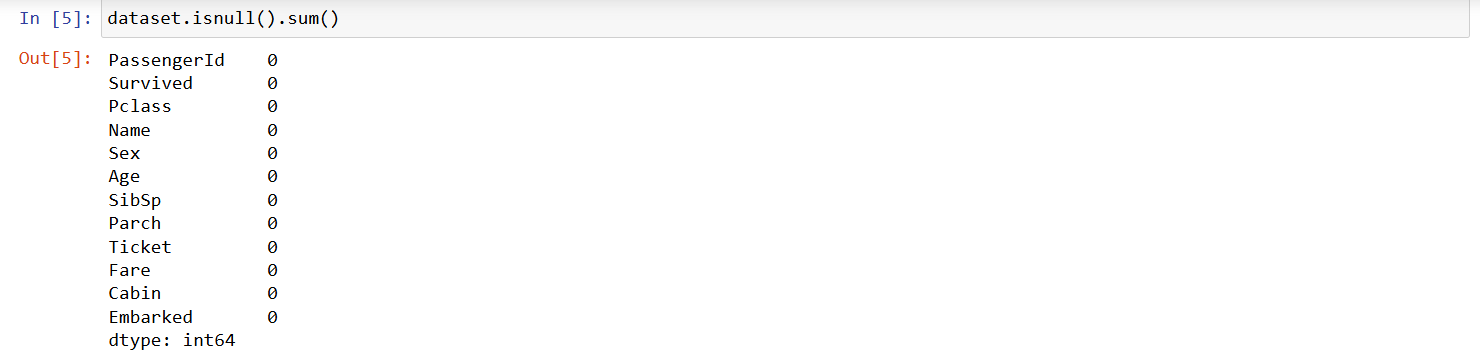 In [5]: dataset.isnull().sum()
Out[5]: PassengerId    0
Survived       0
Pclass         0
Name           0
Sex            0
Age            0
SibSp          0
Parch          0
Ticket         0
Fare           0
Cabin          0
Embarked       0
dtype: int64